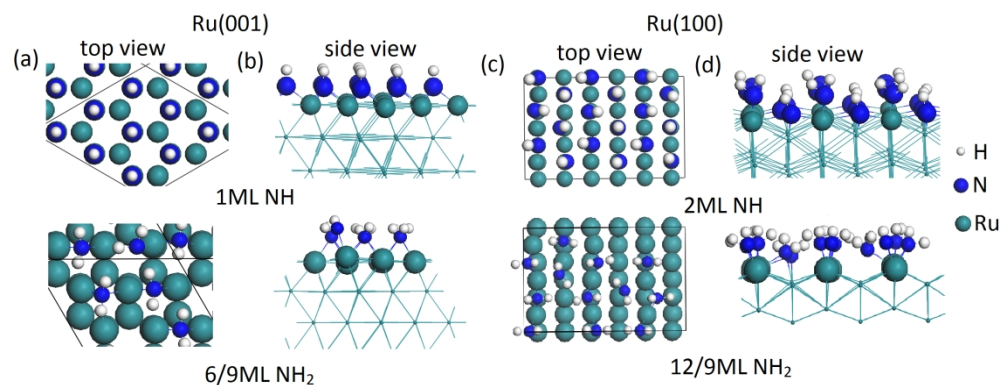 Ru(001)
Ru(100)
(a)
top view
(b)
side view
(c)
top view
(d)
side view
1ML NH
2ML NH
H
N
Ru
6/9ML NH₂
12/9ML NH₂